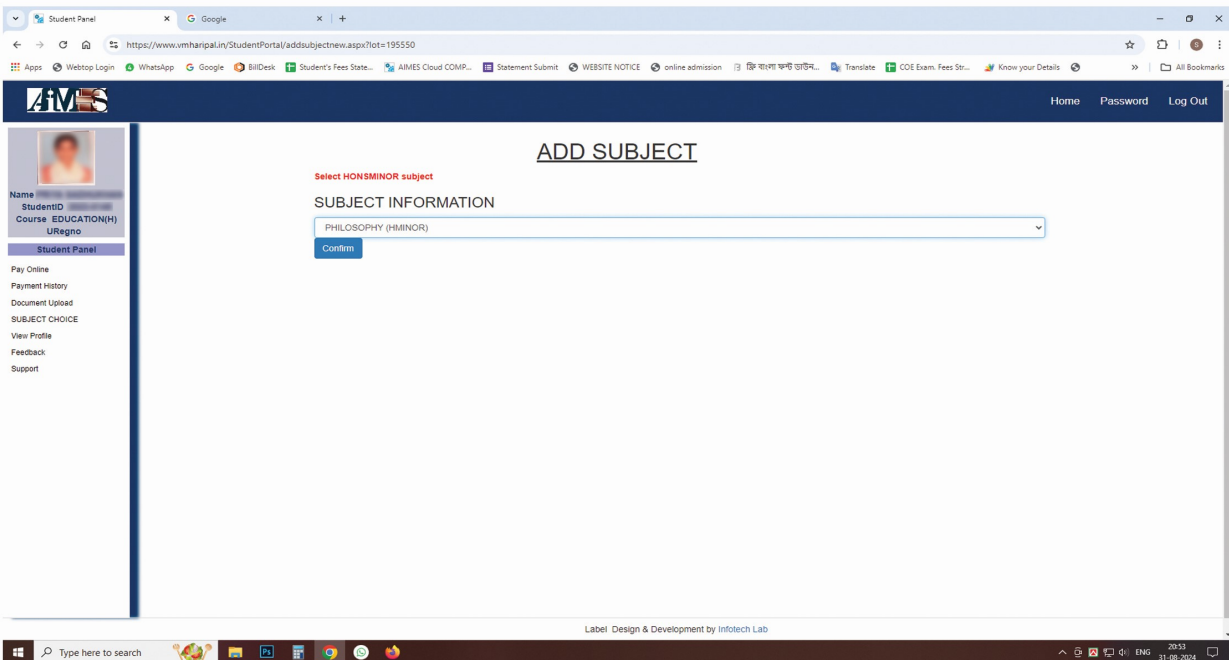 Student Panel
Google
https://www.vmharipal.in/StudentPortal/addsubjectnew.aspx?lot=195550
S
Apps Webtop Login WhatsApp Google BillDesk Student's Fees State... AIMES Cloud COMP... Statement Submit WEBSITE NOTICE online admission ফ্রি বাংলা ফন্ট ডাউন... Translate COE Exam. Fees Str... Know your Details » All Bookmarks
AiMES
Home Password Log Out
ADD SUBJECT
Select HONSMINOR subject
SUBJECT INFORMATION
PHILOSOPHY (HMINOR)
Confirm
Name
StudentID
Course EDUCATION(H)
URegno
Student Panel
Pay Online
Payment History
Document Upload
SUBJECT CHOICE
View Profile
Feedback
Support
Label Design & Development by Infotech Lab
Type here to search
Ps
ENG
20:53
31-08-2024